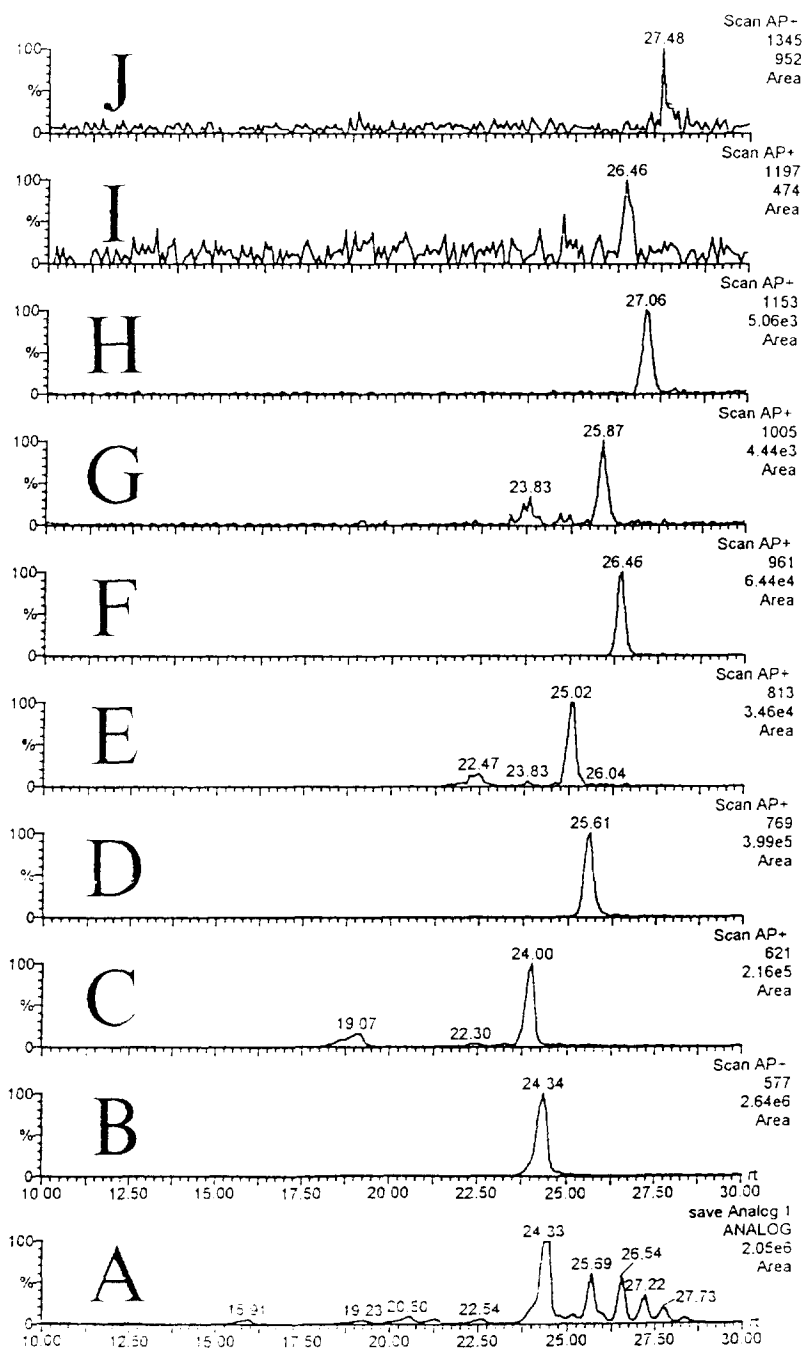 Scan AP+
1345
952
Area
27.48
100
%
0
J
Scan AP+
1197
474
Area
26.46
100
%
0
I
Scan AP+
1153
5.06e3
Area
27.06
100
%
0
H
Scan AP+
1005
4.44e3
Area
25.87
23.83
100
%
0
G
Scan AP+
961
6.44e4
Area
26.46
100
%
0
F
Scan AP+
813
3.46e4
Area
25.02
22.47
23.83
26.04
100
%
0
E
Scan AP+
769
3.99e5
Area
25.61
100
%
0
D
Scan AP+
621
2.16e5
Area
24.00
19.07
22.30
100
%
0
C
Scan AP+
577
2.64e6
Area
24.34
100
%
0
B
rt
10.00 12.50 15.00 17.50 20.00 22.50 25.00 27.50 30.00
save Analog 1
ANALOG
2.05e6
Area
24.33
25.69
26.54
27.22
27.73
15.91
19.23
22.54
100
%
0
A
10.00 12.50 15.00 17.50 20.00 22.50 25.00 27.50 30.00